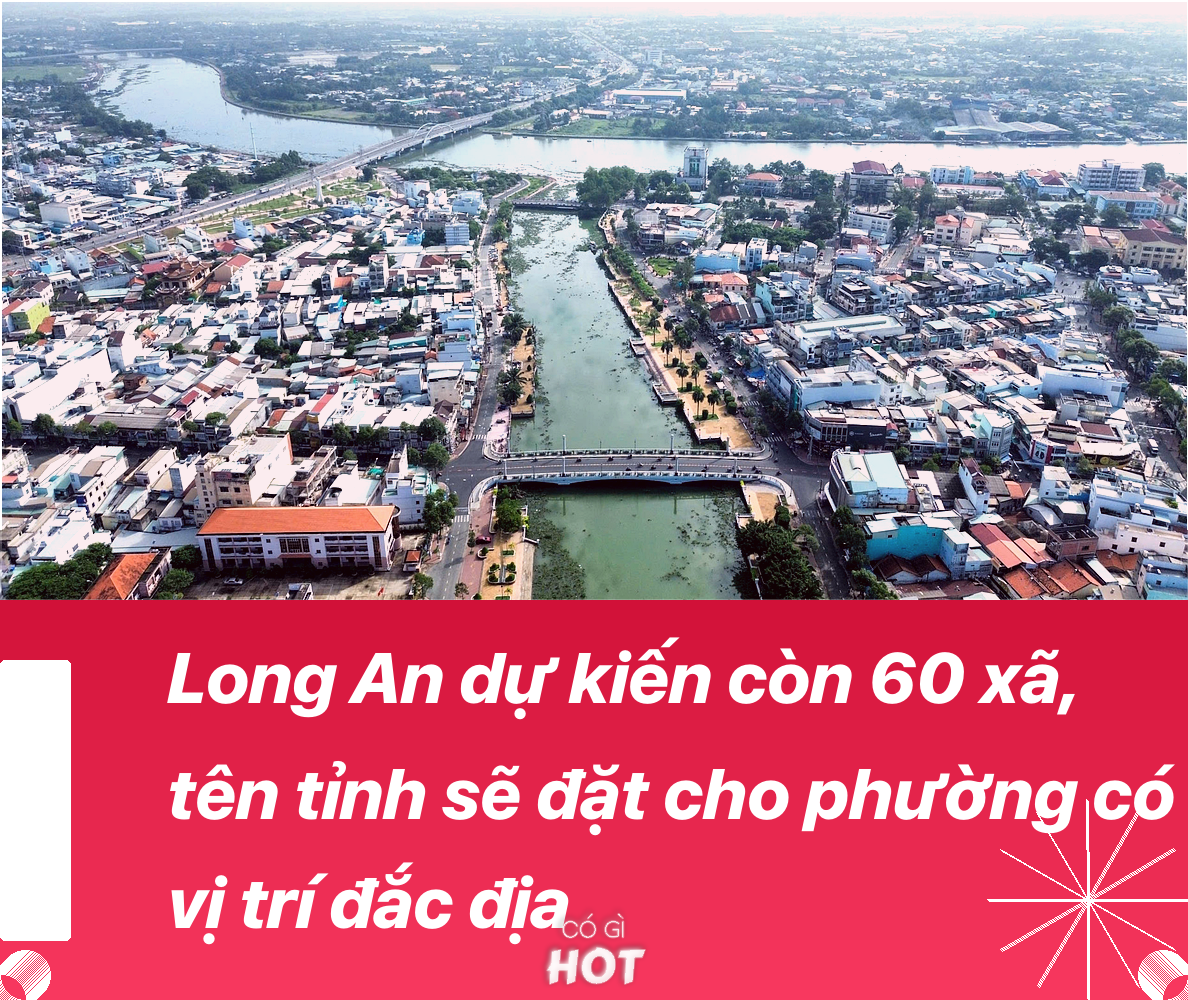 Long An dự kiến còn 60 xã,
tên tỉnh sẽ đặt cho phường có
vị trí đắc địa
CÓ GÌ
HOT